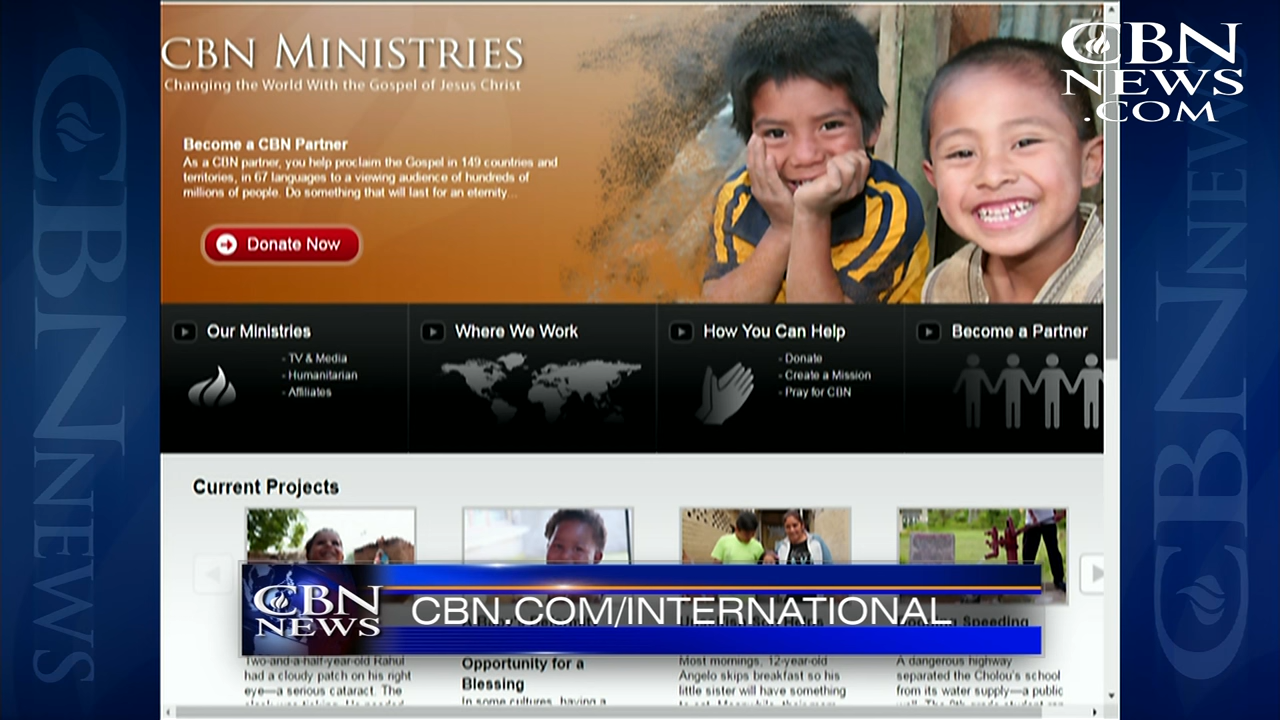 CBN MINISTRIES
Changing the World With the Gospel of Jesus Christ
CBN
NEWS
.COM
Become a CBN Partner
As a CBN partner, you help proclaim the Gospel in 149 countries and
territories, in 67 languages to a viewing audience of hundreds of
millions of people. Do something that will last for an eternity...
Donate Now
Our Ministries
- TV & Media
- Humanitarian
- Affiliates
Where We Work
How You Can Help
- Donate
- Create a Mission
- Pray for CBN
Become a Partner
Current Projects
CBN
NEWS
CBN.COM/INTERNATIONAL
Speeding
Two-and-a-half-year-old Rahul
had a cloudy patch on his right
eye—a serious cataract. The
Opportunity for a
Blessing
In some cultures, having a
Most mornings, 12-year-old
Angelo skips breakfast so his
little sister will have something
A dangerous highway
separated the Cholou's school
from its water supply—a public
CBN NEWS
CBN NEWS